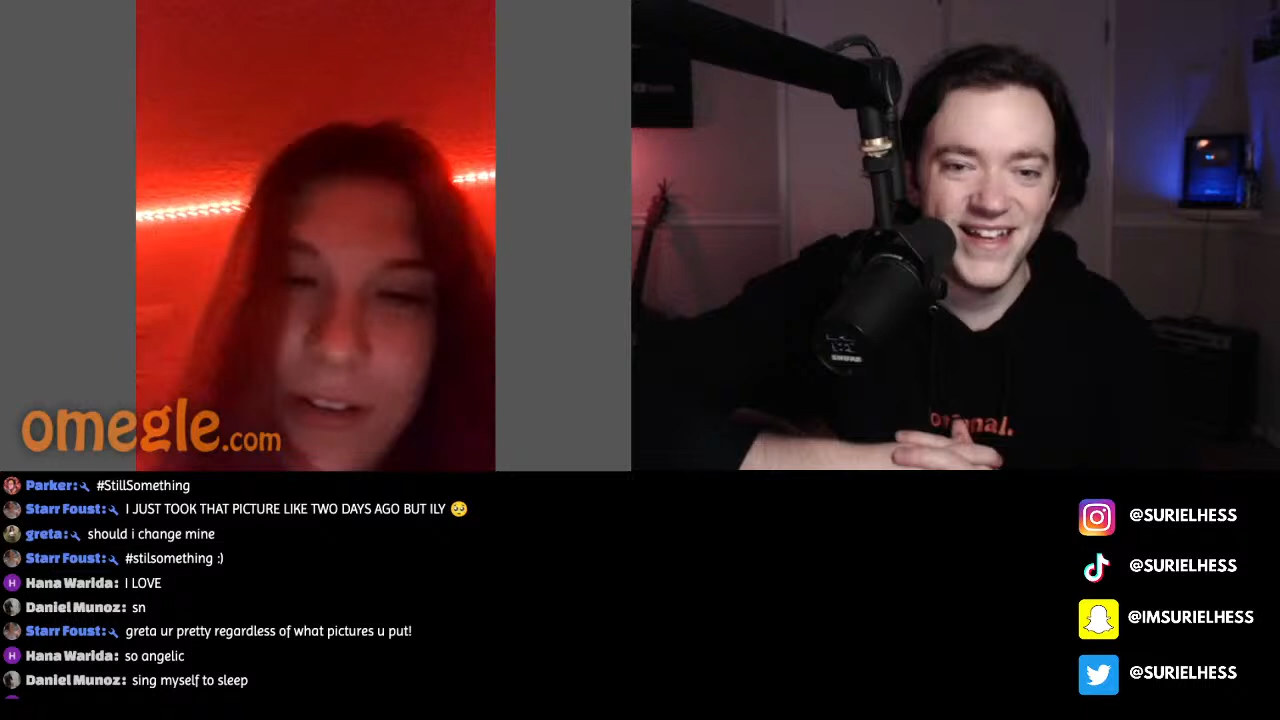 omegle.com
SHURE
Parker: #StillSomething
Starr Foust: I JUST TOOK THAT PICTURE LIKE TWO DAYS AGO BUT ILY 🥺
greta: should i change mine
Starr Foust: #stilsomething :)
Hana Warida: I LOVE
Daniel Munoz: sn
Starr Foust: greta ur pretty regardless of what pictures u put!
Hana Warida: so angelic
Daniel Munoz: sing myself to sleep
@SURIELHESS
@SURIELHESS
@IMSURIELHESS
@SURIELHESS